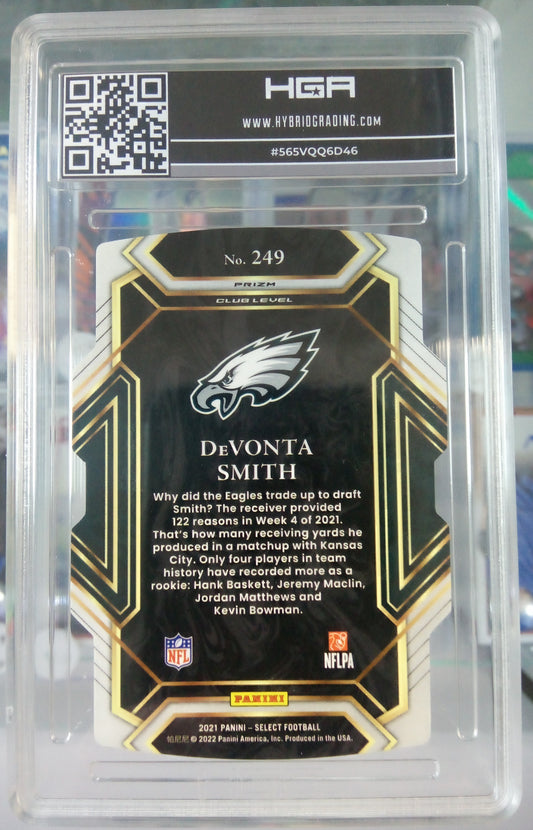 HGA
WWW.HYBRIDGRADING.COM
#565VQQ6D46
No. 249
PRIZM
CLUB LEVEL
DeVONTA
SMITH
Why did the Eagles trade up to draft
Smith? The receiver provided
122 reasons in Week 4 of 2021.
That's how many receiving yards he
produced in a matchup with Kansas
City. Only four players in team
history have recorded more as a
rookie: Hank Baskett, Jeremy Maclin,
Jordan Matthews and
Kevin Bowman.
NFL
NFLPA
PANINI
2021 PANINI – SELECT FOOTBALL
帕尼尼 © 2022 Panini America, Inc. Produced in the USA.